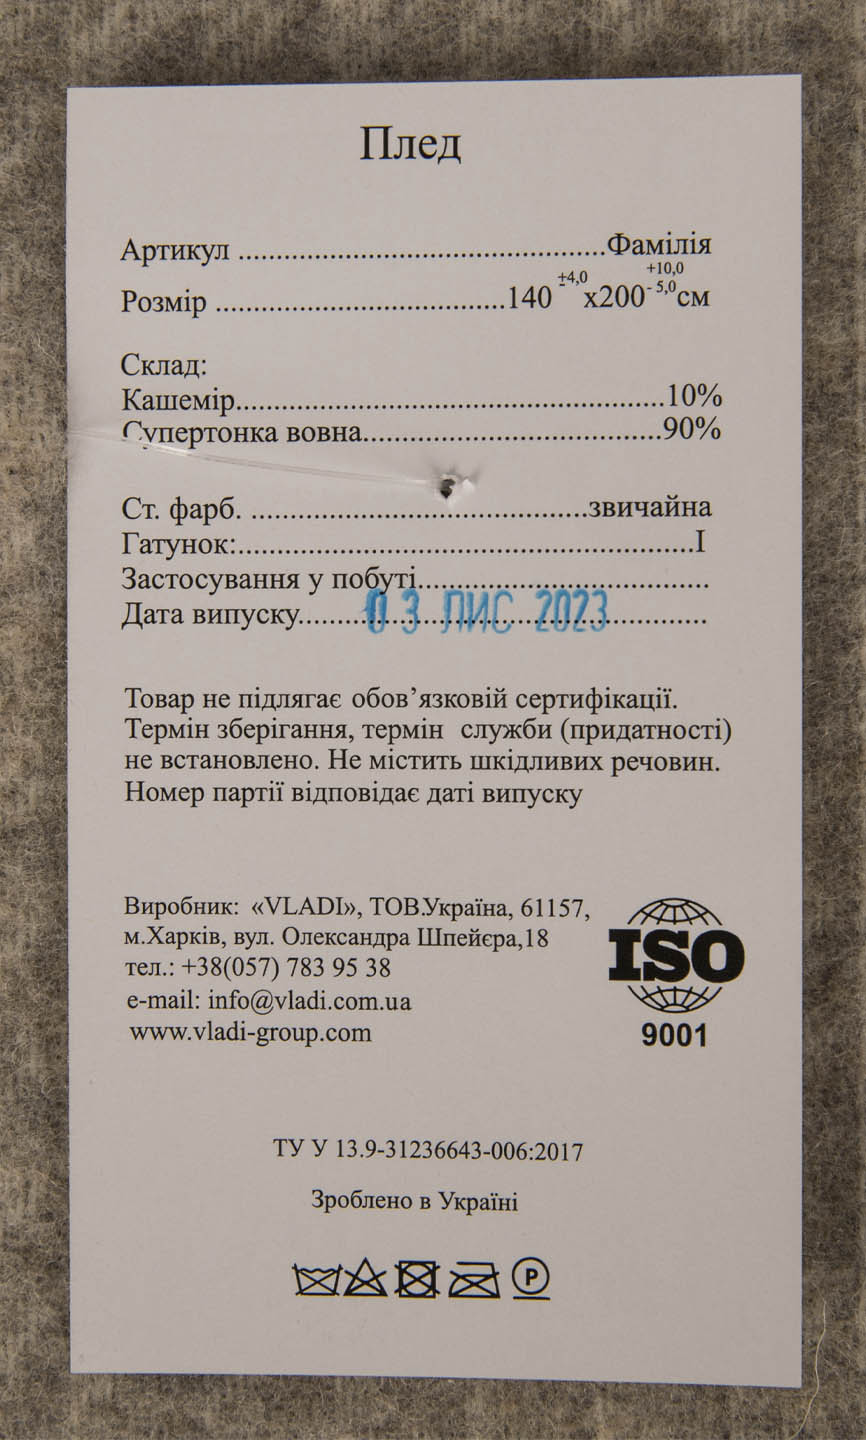 Плед
Артикул ................................................Фамілія
Розмір ......................................140 ±4,0 х200 +10,0 - 5,0 см
Склад:
Кашемір........................................................10%
Супертонка вовна.......................................90%
Ст. фарб. ............................................звичайна
Гатунок:............................................................І
Застосування у побуті......................................
Дата випуску......03 ЛИС 2023.............
Товар не підлягає обов’язковій сертифікації.
Термін зберігання, термін служби (придатності)
не встановлено. Не містить шкідливих речовин.
Номер партії відповідає даті випуску
Виробник: «VLADI», ТОВ.Україна, 61157,
м.Харків, вул. Олександра Шпейєра,18
тел.: +38(057) 783 95 38
e-mail: info@vladi.com.ua
www.vladi-group.com
ISO
9001
ТУ У 13.9-31236643-006:2017
Зроблено в Україні
P